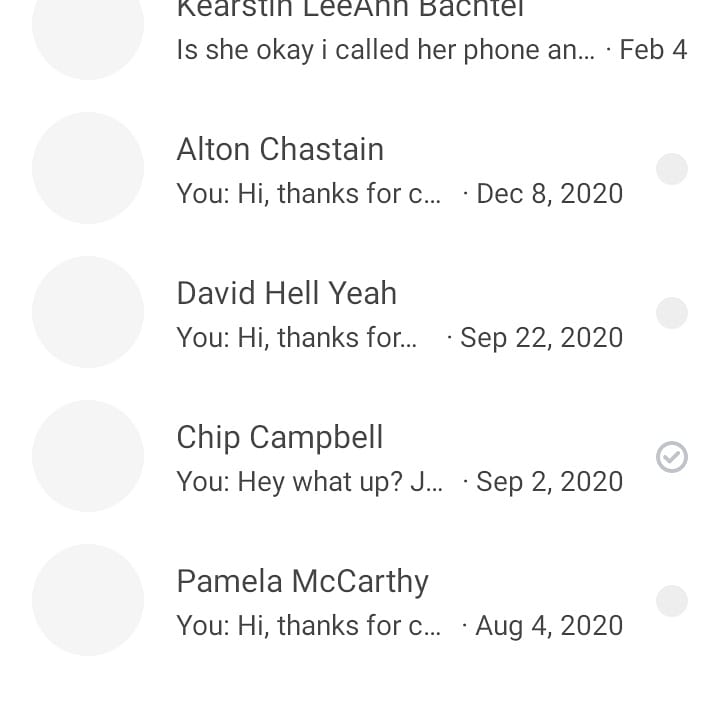 Kearstin LeeAnn Bachtel
Is she okay i called her phone an... · Feb 4
Alton Chastain
You: Hi, thanks for c... · Dec 8, 2020
David Hell Yeah
You: Hi, thanks for... · Sep 22, 2020
Chip Campbell
You: Hey what up? J... · Sep 2, 2020
Pamela McCarthy
You: Hi, thanks for c... · Aug 4, 2020